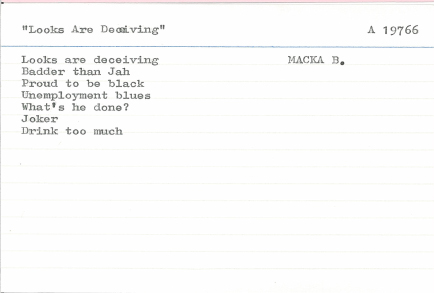 "Looks Are Deceiving" A 19766
Looks are deceiving MACKA B.
Badder than Jah
Proud to be black
Unemployment blues
What's he done?
Joker
Drink too much